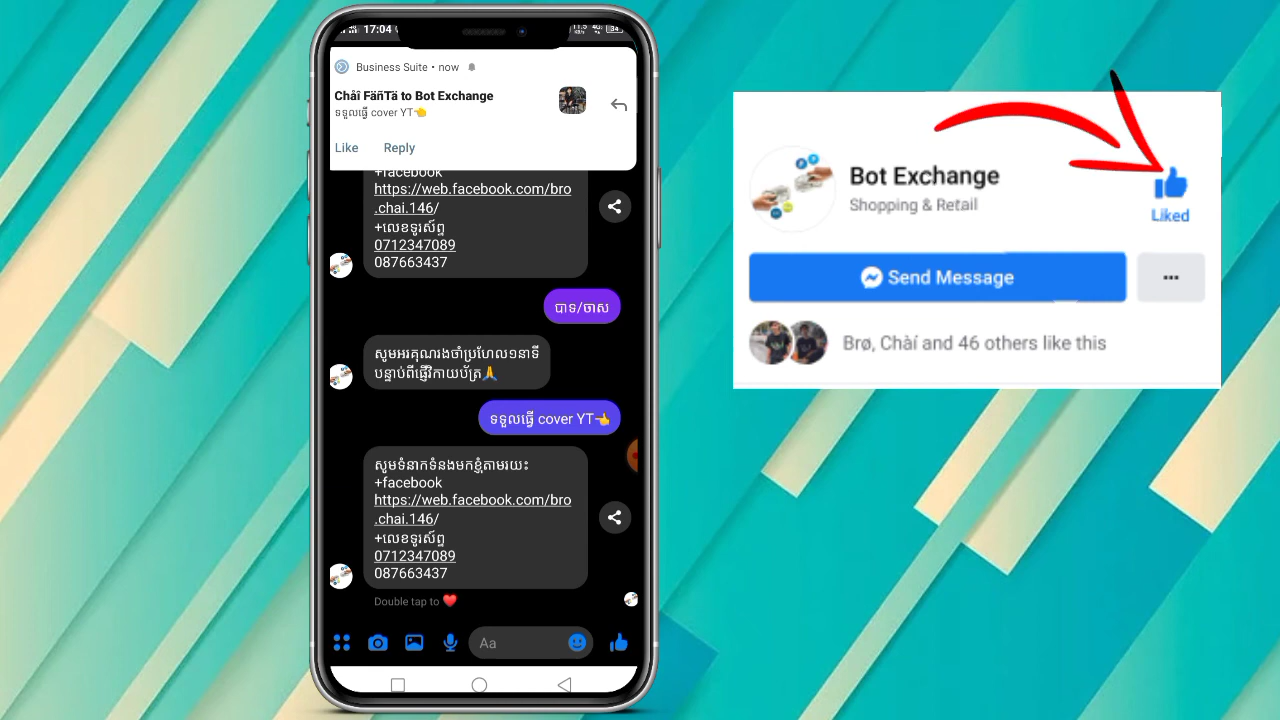 17:04
Business Suite • now
Châî FäñTä to Bot Exchange
ទទួលធ្វើ cover YT👈
Like Reply
+facebook
https://web.facebook.com/bro
.chai.146/
+លេខទូរស័ព្ទ
0712347089
087663437
បាទ/ចាស
សូមអរគុណរងចាំប្រហែល១នាទី
បន្ទាប់ពីផ្ញើវិកាយប័ត្រ🙏
ទទួលធ្វើ cover YT👈
សូមទំនាកទំនងមកខ្ញុំតាមរយះ
+facebook
https://web.facebook.com/bro
.chai.146/
+លេខទូរស័ព្ទ
0712347089
087663437
Double tap to ❤️
Aa
Bot Exchange
Shopping & Retail
Liked
Send Message
Brø, Chàí and 46 others like this